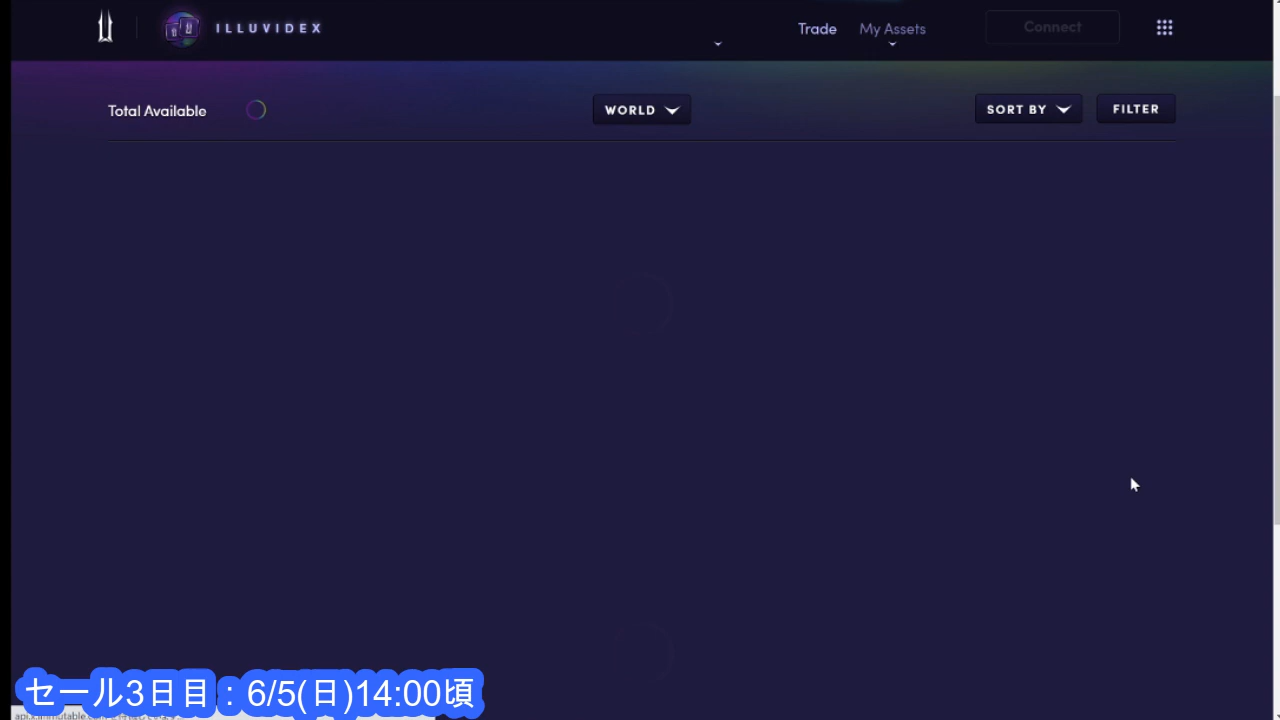 ILLUVIDEX
Trade
My Assets
Connect
Total Available
WORLD
SORT BY
FILTER
セール3日目：6/5(日)14:00頃